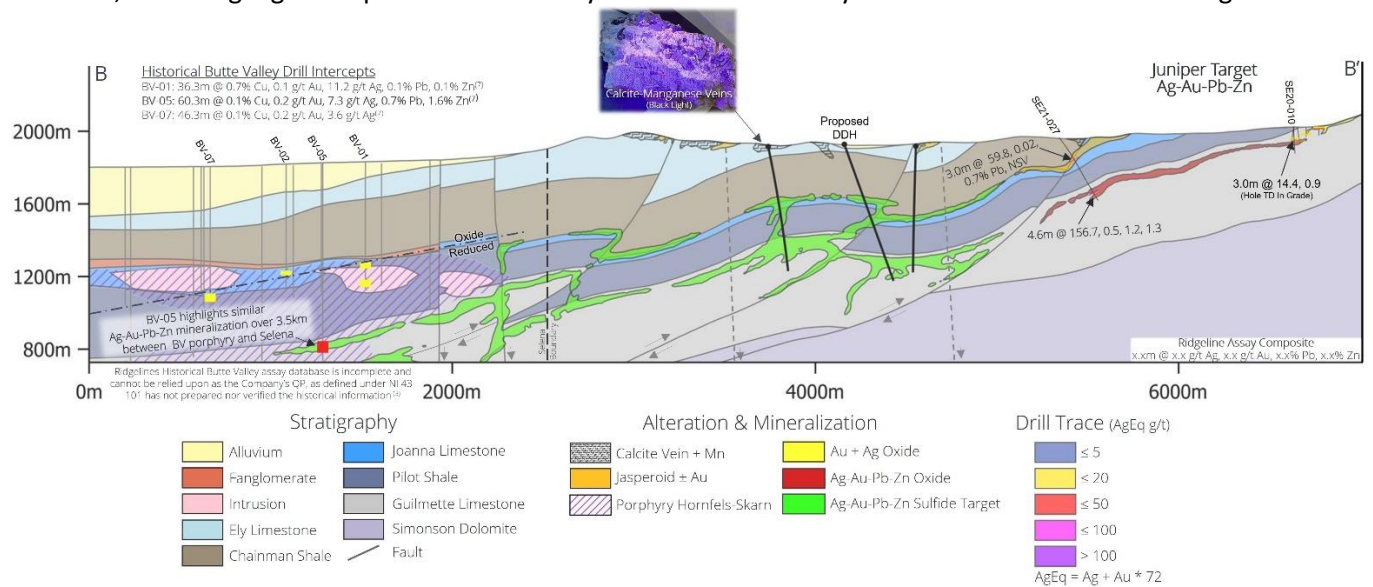 B
Historical Butte Valley Drill Intercepts
BV-01: 36.3m @ 0.7% Cu, 0.1 g/t Au, 11.2 g/t Ag, 0.1% Pb, 0.1% Zn(?)
BV-05: 60.3m @ 0.1% Cu, 0.2 g/t Au, 7.3 g/t Ag, 0.7% Pb, 1.6% Zn(?)
BV-07: 46.3m @ 0.1% Cu, 0.2 g/t Au, 3.6 g/t Ag(?)
Calcite-Manganese Veins
(Black Light)
Juniper Target
Ag-Au-Pb-Zn
B'
2000m
1600m
1200m
800m
BV-07
BV-02
BV-05
BV-01
Proposed
DDH
SE21-027
SE20-010
3.0m @ 59.8, 0.02,
0.7% Pb, NSV
3.0m @ 14.4, 0.9
(Hole TD In Grade)
4.6m @ 156.7, 0.5, 1.2, 1.3
Oxide
Reduced
BV-05 highlights similar
Ag-Au-Pb-Zn mineralization over 3.5km
between BV porphyry and Selena
Selena
Boundary
Ridgeline Assay Composite
x.xm @ x.x g/t Ag, x.x g/t Au, x.x% Pb, x.x% Zn
Ridgelines Historical Butte Valley assay database is incomplete and
cannot be relied upon as the Company's QP, as defined under NI 43
101 has not prepared nor verified the historical information
0m
2000m
4000m
6000m
Stratigraphy
Alluvium
Fanglomerate
Intrusion
Ely Limestone
Chainman Shale
Joanna Limestone
Pilot Shale
Guilmette Limestone
Simonson Dolomite
Fault
Alteration & Mineralization
Calcite Vein + Mn
Jasperoid ± Au
Porphyry Hornfels-Skarn
Au + Ag Oxide
Ag-Au-Pb-Zn Oxide
Ag-Au-Pb-Zn Sulfide Target
Drill Trace (AgEq g/t)
≤ 5
≤ 20
≤ 50
≤ 100
> 100
AgEq = Ag + Au * 72